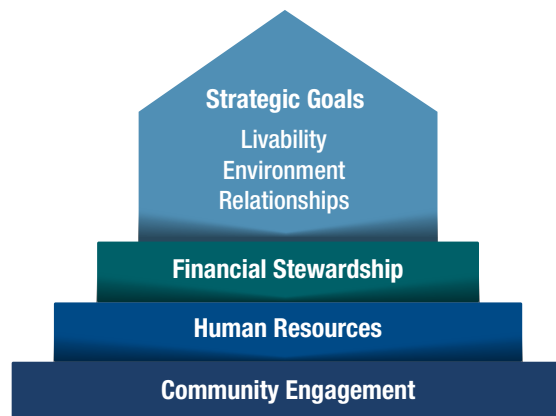 Strategic Goals
Livability
Environment
Relationships
Financial Stewardship
Human Resources
Community Engagement